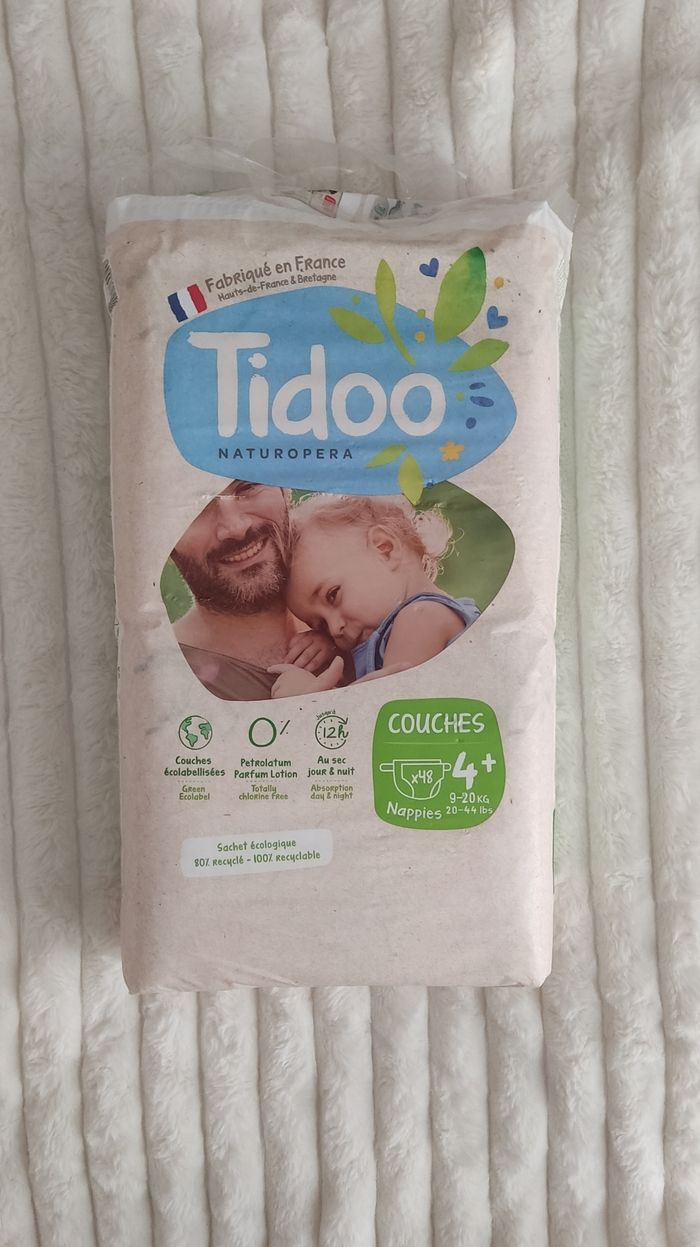 Fabriqué en France
Hauts-de-France & Bretagne
Tidoo
NATUROPERA
Couches
écolabellisées
Green
Ecolabel
0%
Petrolatum
Parfum Lotion
Totally
chlorine free
Jusqu'à
12h
Au sec
jour & nuit
Absorption
day & night
COUCHES
x48
4+
9-20 KG
Nappies 20-44 lbs
Sachet écologique
80% Recyclé - 100% Recyclable